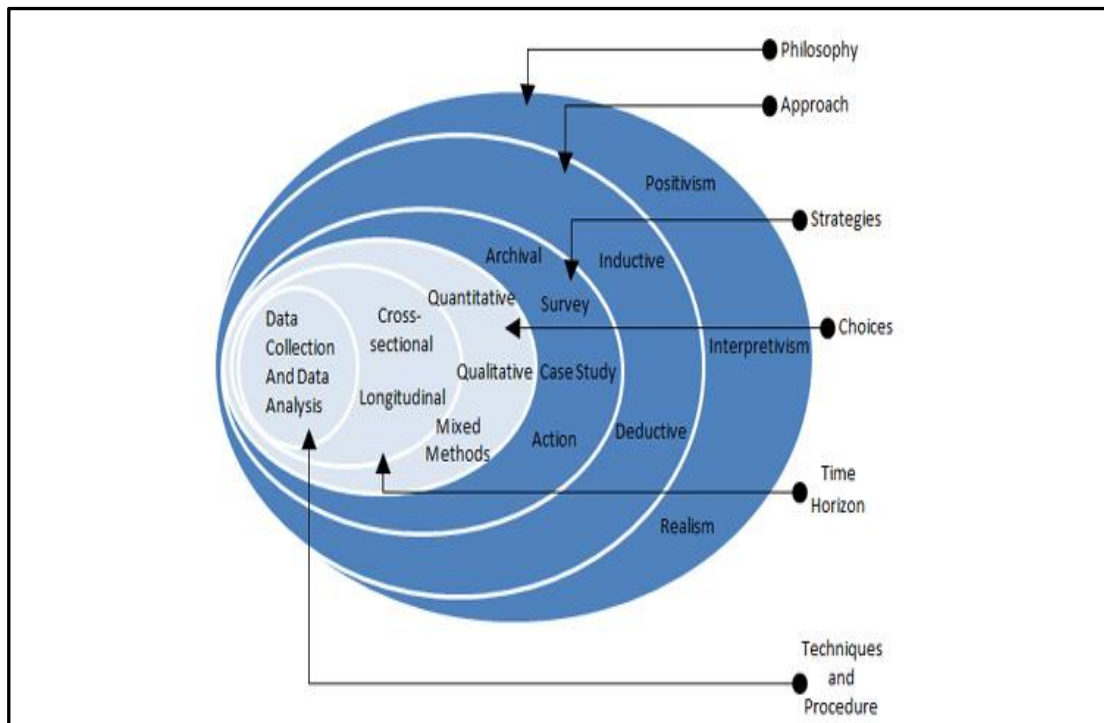 Philosophy
Approach
Positivism
Strategies
Archival
Inductive
Quantitative
Survey
Data
Collection
And Data
Analysis
Cross-
sectional
Choices
Interpretivism
Qualitative
Case Study
Longitudinal
Mixed
Methods
Action
Deductive
Time
Horizon
Realism
Techniques
and
Procedure